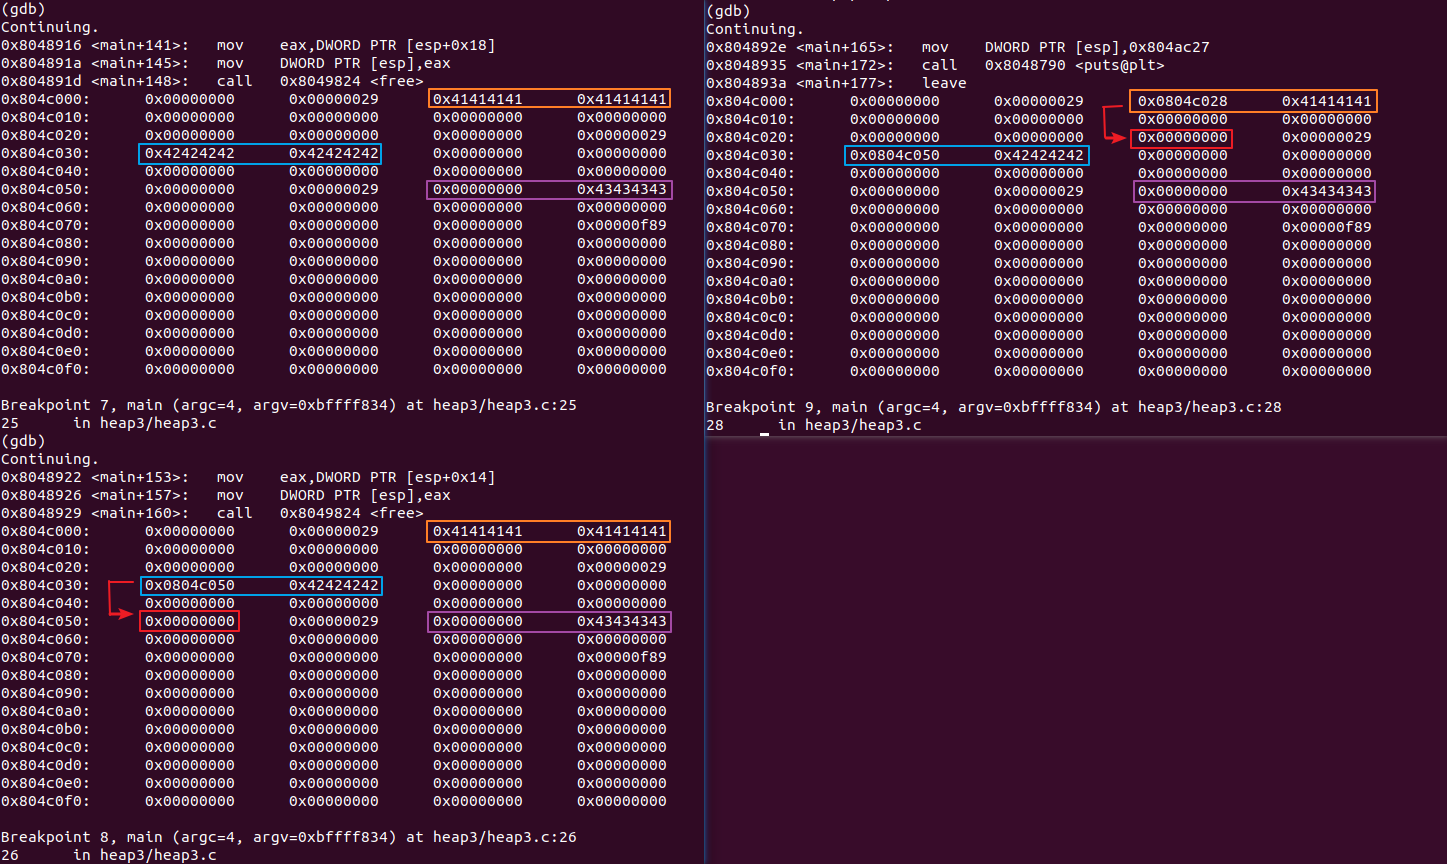 (gdb)
Continuing.
0x8048916 <main+141>:   mov    eax,DWORD PTR [esp+0x18]
0x804891a <main+145>:   mov    DWORD PTR [esp],eax
0x804891d <main+148>:   call   0x8049824 <free>
0x804c000:      0x00000000      0x00000029      0x41414141      0x41414141
0x804c010:      0x00000000      0x00000000      0x00000000      0x00000000
0x804c020:      0x00000000      0x00000000      0x00000000      0x00000029
0x804c030:      0x42424242      0x42424242      0x00000000      0x00000000
0x804c040:      0x00000000      0x00000000      0x00000000      0x00000000
0x804c050:      0x00000000      0x00000029      0x00000000      0x43434343
0x804c060:      0x00000000      0x00000000      0x00000000      0x00000000
0x804c070:      0x00000000      0x00000000      0x00000000      0x00000f89
0x804c080:      0x00000000      0x00000000      0x00000000      0x00000000
0x804c090:      0x00000000      0x00000000      0x00000000      0x00000000
0x804c0a0:      0x00000000      0x00000000      0x00000000      0x00000000
0x804c0b0:      0x00000000      0x00000000      0x00000000      0x00000000
0x804c0c0:      0x00000000      0x00000000      0x00000000      0x00000000
0x804c0d0:      0x00000000      0x00000000      0x00000000      0x00000000
0x804c0e0:      0x00000000      0x00000000      0x00000000      0x00000000
0x804c0f0:      0x00000000      0x00000000      0x00000000      0x00000000
Breakpoint 7, main (argc=4, argv=0xbffff834) at heap3/heap3.c:25
25      in heap3/heap3.c
(gdb)
Continuing.
0x8048922 <main+153>:   mov    eax,DWORD PTR [esp+0x14]
0x8048926 <main+157>:   mov    DWORD PTR [esp],eax
0x8048929 <main+160>:   call   0x8049824 <free>
0x804c000:      0x00000000      0x00000029      0x41414141      0x41414141
0x804c010:      0x00000000      0x00000000      0x00000000      0x00000000
0x804c020:      0x00000000      0x00000000      0x00000000      0x00000029
0x804c030:      0x0804c050      0x42424242      0x00000000      0x00000000
0x804c040:      0x00000000      0x00000000      0x00000000      0x00000000
0x804c050:      0x00000000      0x00000029      0x00000000      0x43434343
0x804c060:      0x00000000      0x00000000      0x00000000      0x00000000
0x804c070:      0x00000000      0x00000000      0x00000000      0x00000f89
0x804c080:      0x00000000      0x00000000      0x00000000      0x00000000
0x804c090:      0x00000000      0x00000000      0x00000000      0x00000000
0x804c0a0:      0x00000000      0x00000000      0x00000000      0x00000000
0x804c0b0:      0x00000000      0x00000000      0x00000000      0x00000000
0x804c0c0:      0x00000000      0x00000000      0x00000000      0x00000000
0x804c0d0:      0x00000000      0x00000000      0x00000000      0x00000000
0x804c0e0:      0x00000000      0x00000000      0x00000000      0x00000000
0x804c0f0:      0x00000000      0x00000000      0x00000000      0x00000000
Breakpoint 8, main (argc=4, argv=0xbffff834) at heap3/heap3.c:26
26      in heap3/heap3.c
(gdb)
Continuing.
0x804892e <main+165>:   mov    DWORD PTR [esp],0x804ac27
0x8048935 <main+172>:   call   0x8048790 <puts@plt>
0x804893a <main+177>:   leave
0x804c000:      0x00000000      0x00000029      0x0804c028      0x41414141
0x804c010:      0x00000000      0x00000000      0x00000000      0x00000000
0x804c020:      0x00000000      0x00000000      0x00000000      0x00000029
0x804c030:      0x0804c050      0x42424242      0x00000000      0x00000000
0x804c040:      0x00000000      0x00000000      0x00000000      0x00000000
0x804c050:      0x00000000      0x00000029      0x00000000      0x43434343
0x804c060:      0x00000000      0x00000000      0x00000000      0x00000000
0x804c070:      0x00000000      0x00000000      0x00000000      0x00000f89
0x804c080:      0x00000000      0x00000000      0x00000000      0x00000000
0x804c090:      0x00000000      0x00000000      0x00000000      0x00000000
0x804c0a0:      0x00000000      0x00000000      0x00000000      0x00000000
0x804c0b0:      0x00000000      0x00000000      0x00000000      0x00000000
0x804c0c0:      0x00000000      0x00000000      0x00000000      0x00000000
0x804c0d0:      0x00000000      0x00000000      0x00000000      0x00000000
0x804c0e0:      0x00000000      0x00000000      0x00000000      0x00000000
0x804c0f0:      0x00000000      0x00000000      0x00000000      0x00000000
Breakpoint 9, main (argc=4, argv=0xbffff834) at heap3/heap3.c:28
28      in heap3/heap3.c